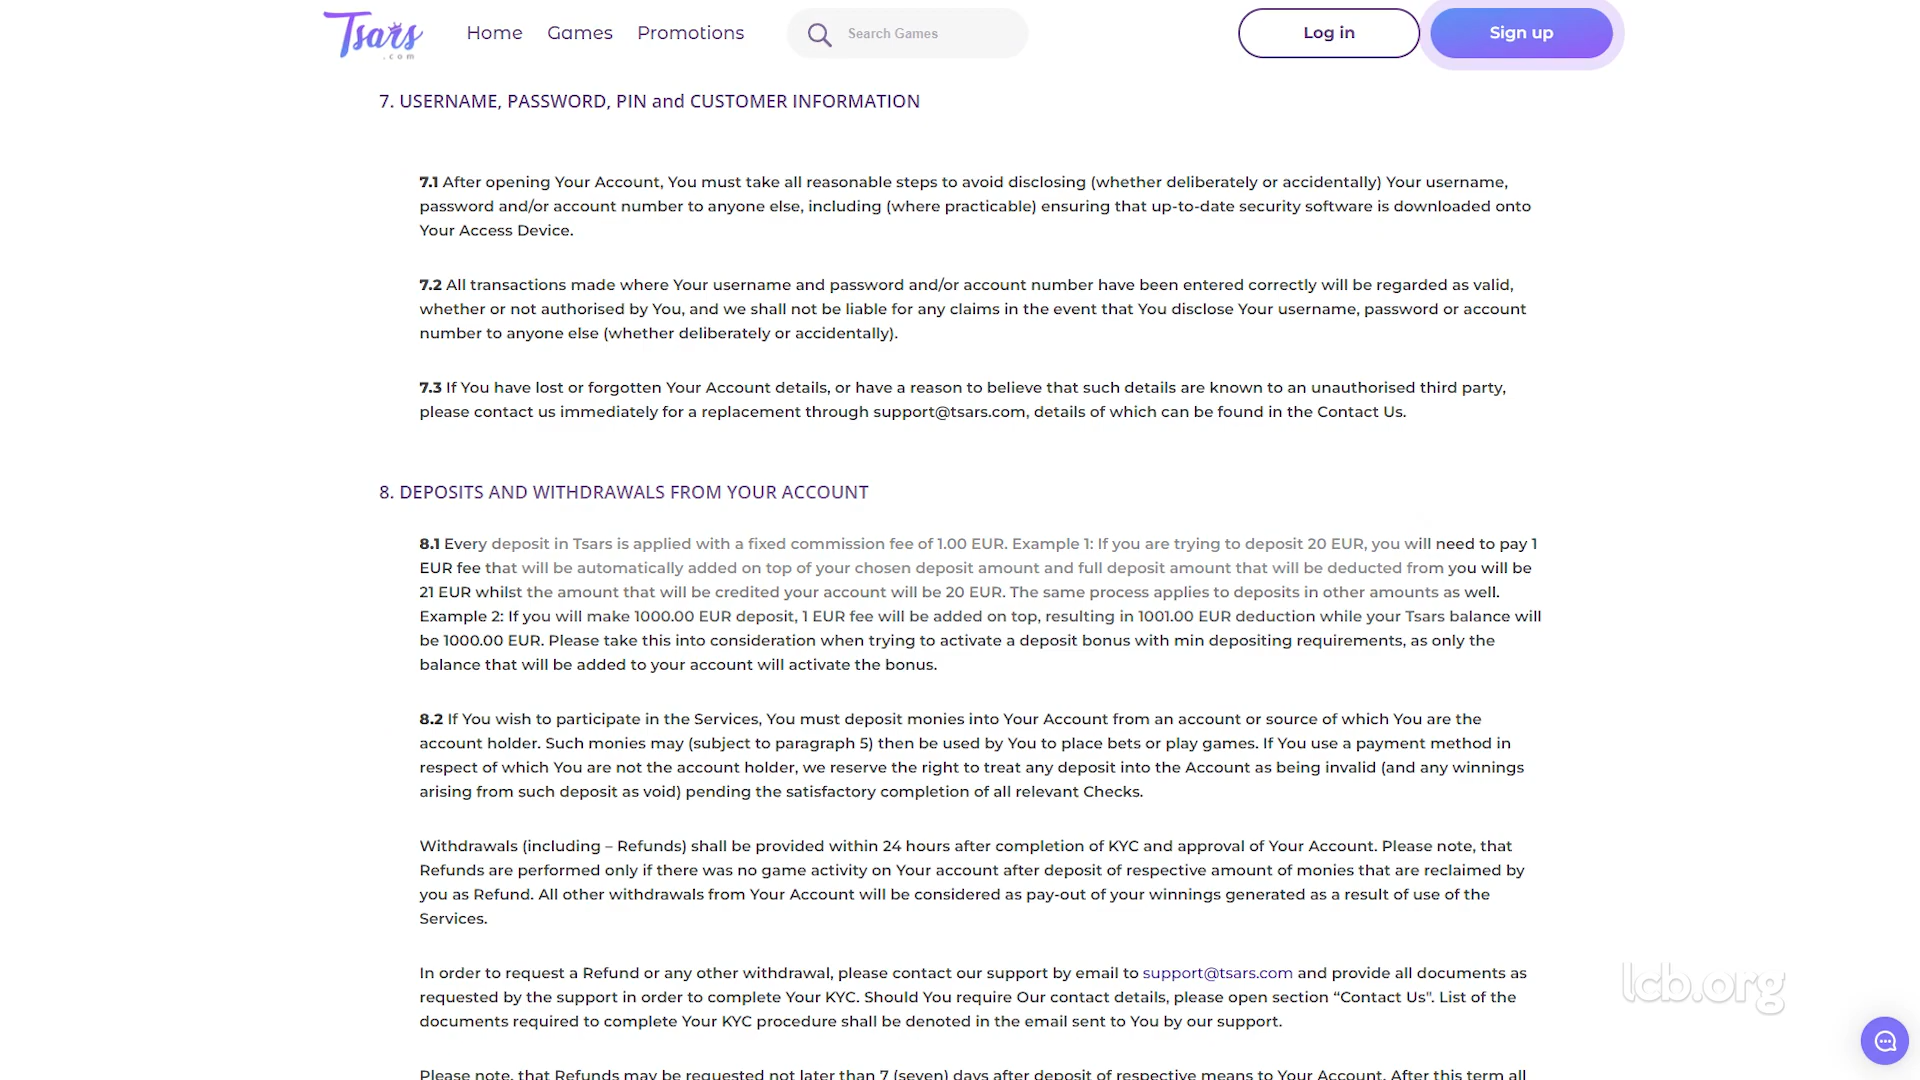 Tsars
.com
Home Games Promotions Search Games Log in Sign up
7. USERNAME, PASSWORD, PIN and CUSTOMER INFORMATION
7.1 After opening Your Account, You must take all reasonable steps to avoid disclosing (whether deliberately or accidentally) Your username,
password and/or account number to anyone else, including (where practicable) ensuring that up-to-date security software is downloaded onto
Your Access Device.
7.2 All transactions made where Your username and password and/or account number have been entered correctly will be regarded as valid,
whether or not authorised by You, and we shall not be liable for any claims in the event that You disclose Your username, password or account
number to anyone else (whether deliberately or accidentally).
7.3 If You have lost or forgotten Your Account details, or have a reason to believe that such details are known to an unauthorised third party,
please contact us immediately for a replacement through support@tsars.com, details of which can be found in the Contact Us.
8. DEPOSITS AND WITHDRAWALS FROM YOUR ACCOUNT
8.1 Every deposit in Tsars is applied with a fixed commission fee of 1.00 EUR. Example 1: If you are trying to deposit 20 EUR, you will need to pay 1
EUR fee that will be automatically added on top of your chosen deposit amount and full deposit amount that will be deducted from you will be
21 EUR whilst the amount that will be credited your account will be 20 EUR. The same process applies to deposits in other amounts as well.
Example 2: If you will make 1000.00 EUR deposit, 1 EUR fee will be added on top, resulting in 1001.00 EUR deduction while your Tsars balance will
be 1000.00 EUR. Please take this into consideration when trying to activate a deposit bonus with min depositing requirements, as only the
balance that will be added to your account will activate the bonus.
8.2 If You wish to participate in the Services, You must deposit monies into Your Account from an account or source of which You are the
account holder. Such monies may (subject to paragraph 5) then be used by You to place bets or play games. If You use a payment method in
respect of which You are not the account holder, we reserve the right to treat any deposit into the Account as being invalid (and any winnings
arising from such deposit as void) pending the satisfactory completion of all relevant Checks.
Withdrawals (including – Refunds) shall be provided within 24 hours after completion of KYC and approval of Your Account. Please note, that
Refunds are performed only if there was no game activity on Your account after deposit of respective amount of monies that are reclaimed by
you as Refund. All other withdrawals from Your Account will be considered as pay-out of your winnings generated as a result of use of the
Services.
In order to request a Refund or any other withdrawal, please contact our support by email to support@tsars.com and provide all documents as
requested by the support in order to complete Your KYC. Should You require Our contact details, please open section “Contact Us". List of the
documents required to complete Your KYC procedure shall be denoted in the email sent to You by our support.
lcb.org
Please note, that Refunds may be requested not later than 7 (seven) days after deposit of respective means to Your Account. After this term all